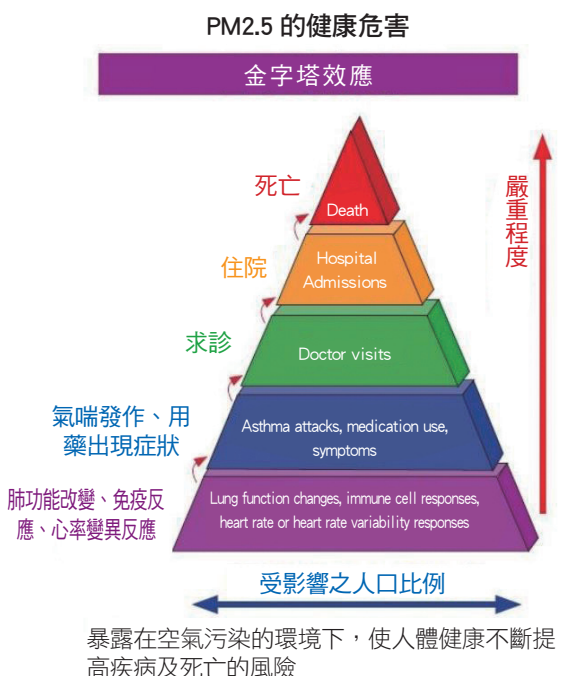 PM2.5 的健康危害
金字塔效應
死亡
Death
嚴重程度
住院
Hospital
Admissions
求診
Doctor visits
氣喘發作、用
藥出現症狀
Asthma attacks, medication use,
symptoms
肺功能改變、免疫反
應、心率變異反應
Lung function changes, immune cell responses,
heart rate or heart rate variability responses
受影響之人口比例
暴露在空氣污染的環境下，使人體健康不斷提
高疾病及死亡的風險